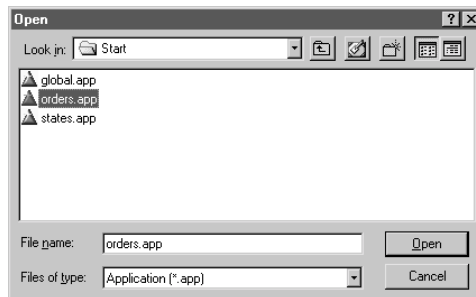 Open
Look in: Start
global.app
orders.app
states.app
File name: orders.app Open
Files of type: Application (*.app) Cancel